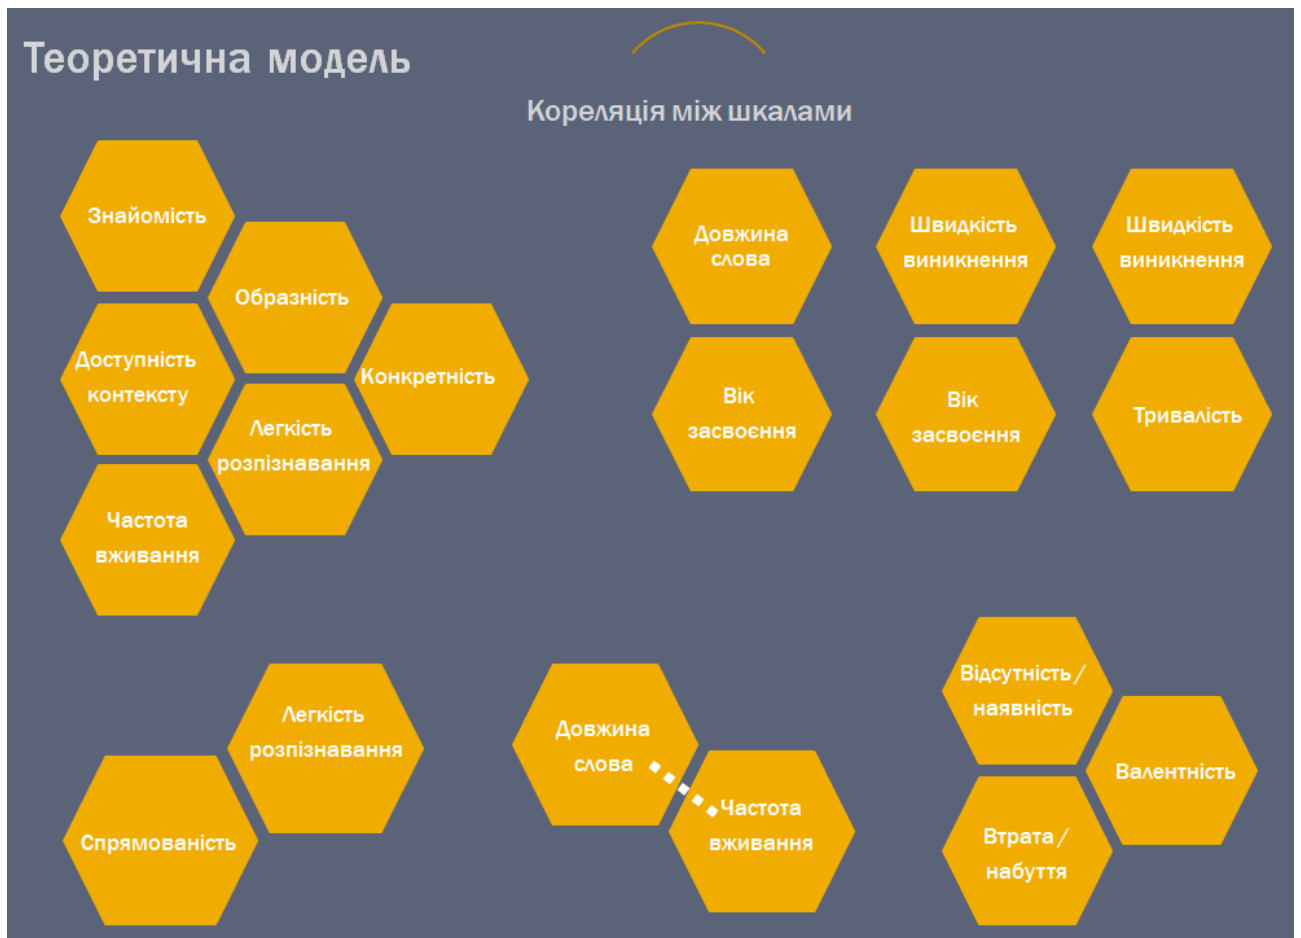 Теоретична модель
Кореляція між шкалами
Знайомість
Образність
Доступність
контексту
Конкретність
Легкість
розпізнавання
Частота
вживання
Довжина
слова
Вік
засвоєння
Швидкість
виникнення
Вік
засвоєння
Швидкість
виникнення
Тривалість
Легкість
розпізнавання
Спрямованість
Довжина
слова
Частота
вживання
Відсутність /
наявність
Валентність
Втрата /
набуття